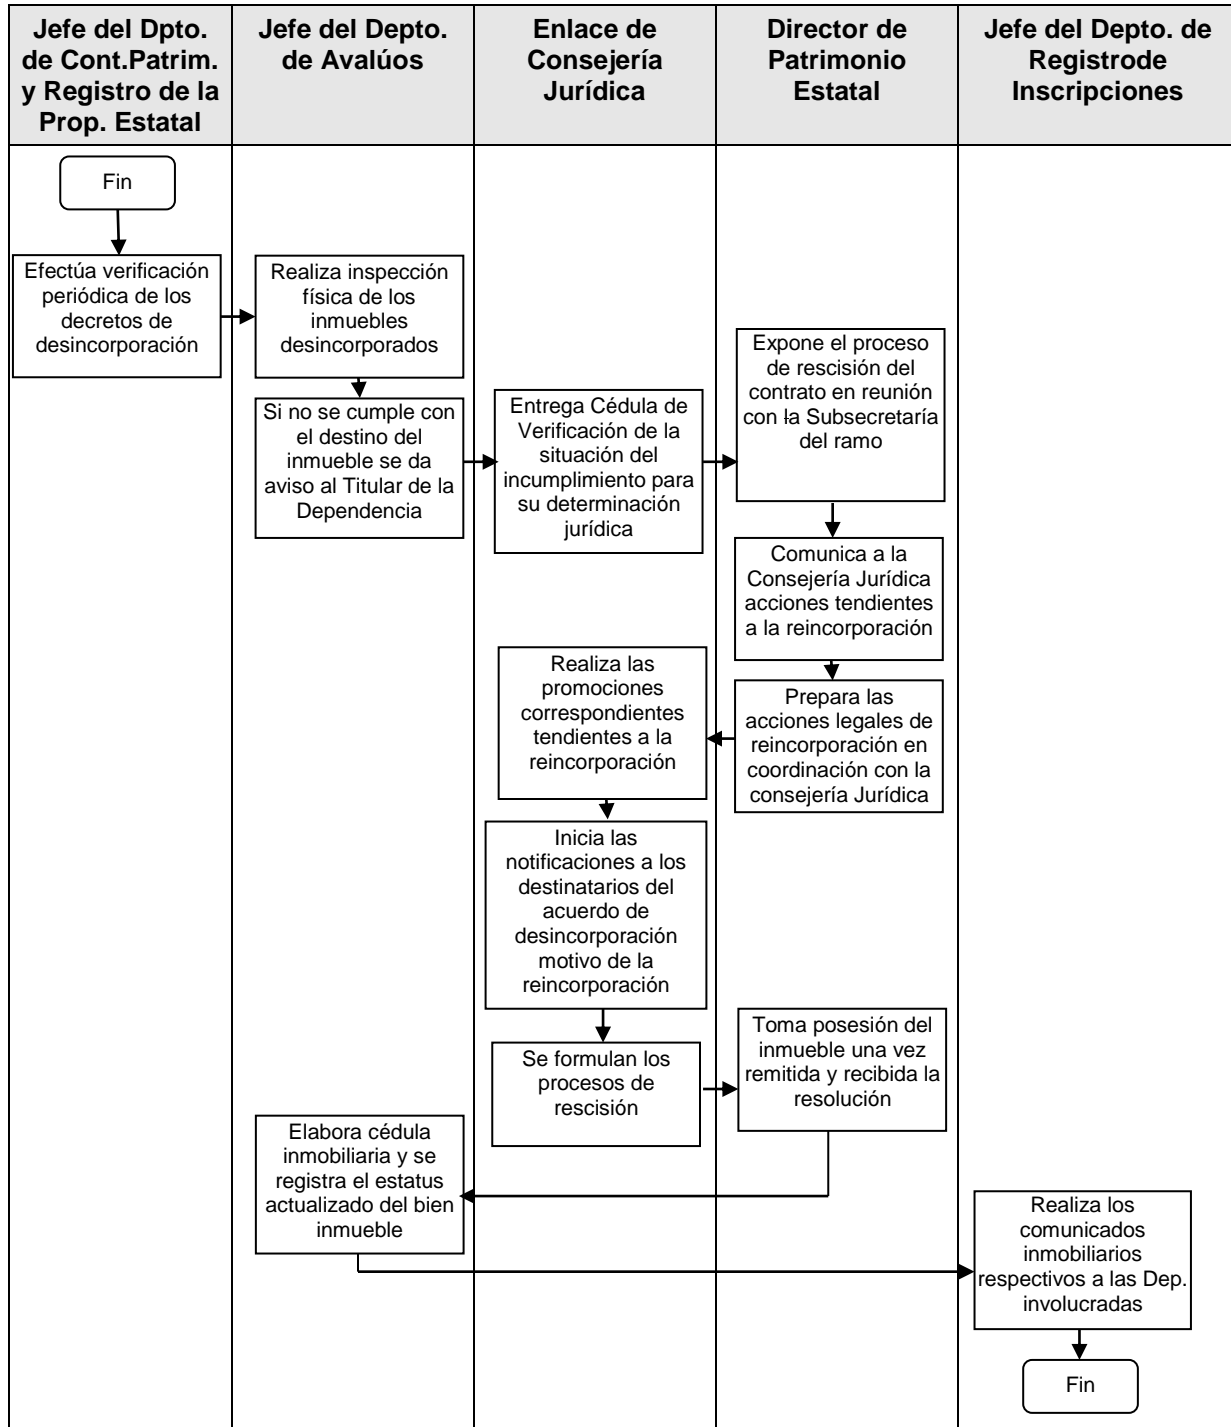 Jefe del Dpto.
de Cont.Patrim.
y Registro de la
Prop. Estatal
Jefe del Depto.
de Avalúos
Enlace de
Consejería
Jurídica
Director de
Patrimonio
Estatal
Jefe del Depto. de
Registrode
Inscripciones
Fin
Efectúa verificación
periódica de los
decretos de
desincorporación
Realiza inspección
física de los
inmuebles
desincorporados
Si no se cumple con
el destino del
inmueble se da
aviso al Titular de la
Dependencia
Entrega Cédula de
Verificación de la
situación del
incumplimiento para
su determinación
jurídica
Expone el proceso
de rescisión del
contrato en reunión
con la Subsecretaría
del ramo
Comunica a la
Consejería Jurídica
acciones tendientes
a la reincorporación
Prepara las
acciones legales de
reincorporación en
coordinación con la
consejería Jurídica
Realiza las
promociones
correspondientes
tendientes a la
reincorporación
Inicia las
notificaciones a los
destinatarios del
acuerdo de
desincorporación
motivo de la
reincorporación
Se formulan los
procesos de
rescisión
Toma posesión del
inmueble una vez
remitida y recibida la
resolución
Elabora cédula
inmobiliaria y se
registra el estatus
actualizado del bien
inmueble
Realiza los
comunicados
inmobiliarios
respectivos a las Dep.
involucradas
Fin